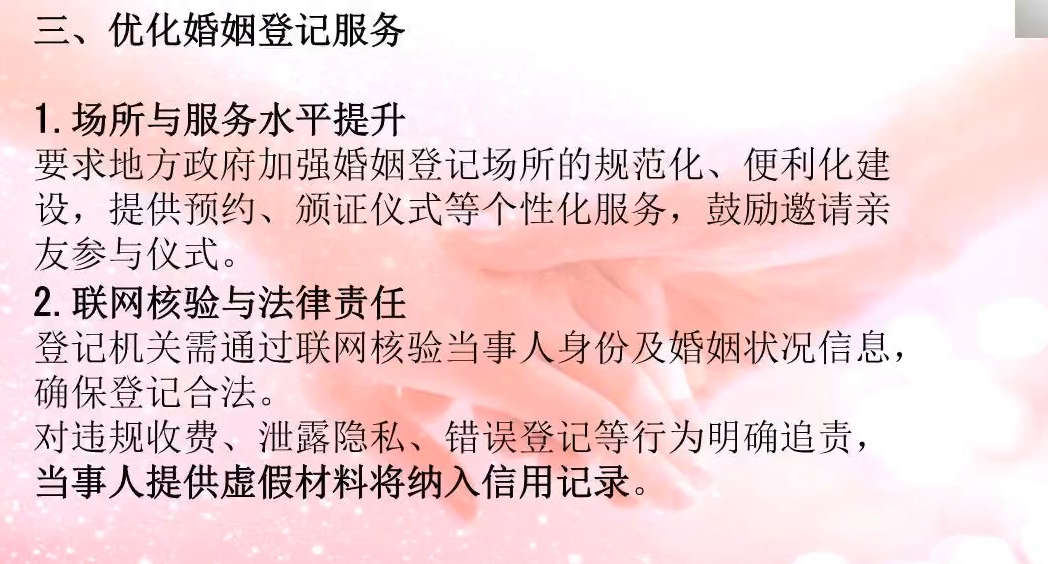 三、优化婚姻登记服务
1.场所与服务水平提升
要求地方政府加强婚姻登记场所的规范化、便利化建
设，提供预约、颁证仪式等个性化服务，鼓励邀请亲
友参与仪式。
2.联网核验与法律责任
登记机关需通过联网核验当事人身份及婚姻状况信息，
确保登记合法。
对违规收费、泄露隐私、错误登记等行为明确追责，
当事人提供虚假材料将纳入信用记录。